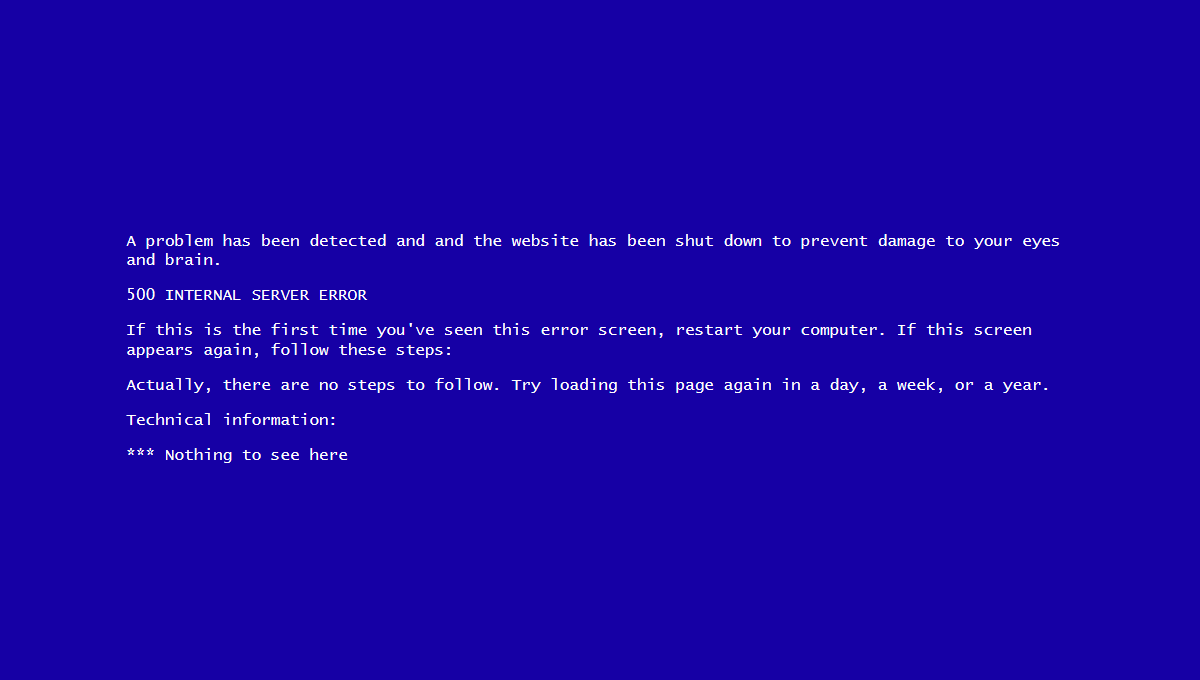 A problem has been detected and and the website has been shut down to prevent damage to your eyes
and brain.
500 INTERNAL SERVER ERROR
If this is the first time you've seen this error screen, restart your computer. If this screen
appears again, follow these steps:
Actually, there are no steps to follow. Try loading this page again in a day, a week, or a year.
Technical information:
*** Nothing to see here